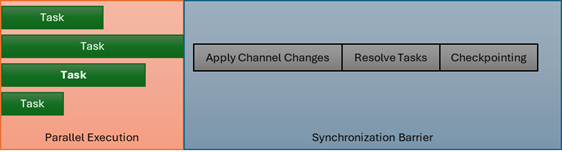 Task
Task
Task
Task
Apply Channel Changes
Resolve Tasks
Checkpointing
Parallel Execution
Synchronization Barrier